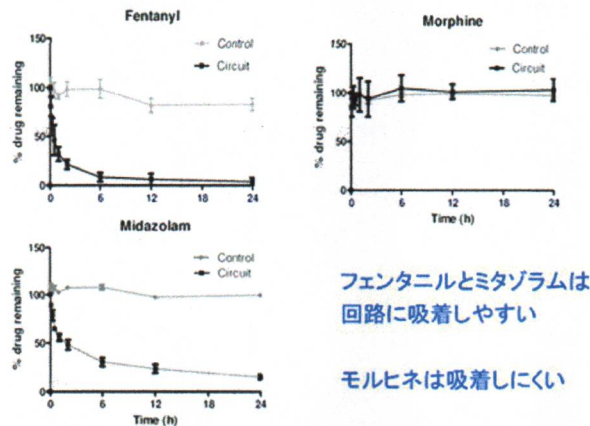 Fentanyl
Control
Circuit
% drug remaining
150
100
50
0
0 6 12 18 24
Morphine
Control
Circuit
% drug remaining
150
100
50
0
0 6 12 18 24
Time (h)
Midazolam
Control
Circuit
% drug remaining
150
100
50
0
0 6 12 18 24
Time (h)
フェンタニルとミダゾラムは
回路に吸着しやすい
モルヒネは吸着しにくい